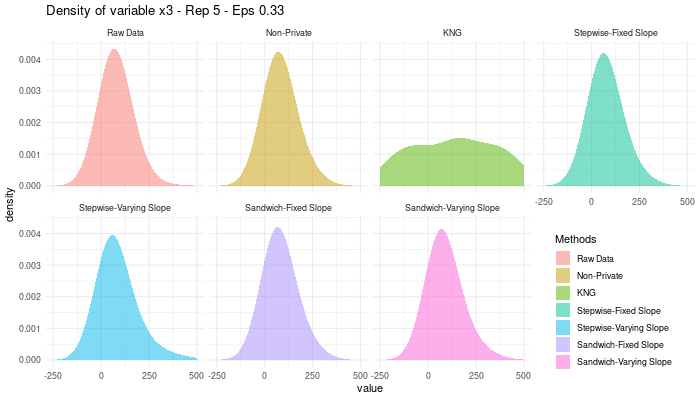 Density of variable x3 - Rep 5 - Eps 0.33
Raw Data
Non-Private
KNG
Stepwise-Fixed Slope
0.004
0.003
0.002
0.001
0.000
-250 0 250 500
density
Stepwise-Varying Slope
Sandwich-Fixed Slope
Sandwich-Varying Slope
0.004
0.003
0.002
0.001
0.000
-250 0 250 500
-250 0 250 500
-250 0 250 500
value
Methods
Raw Data
Non-Private
KNG
Stepwise-Fixed Slope
Stepwise-Varying Slope
Sandwich-Fixed Slope
Sandwich-Varying Slope